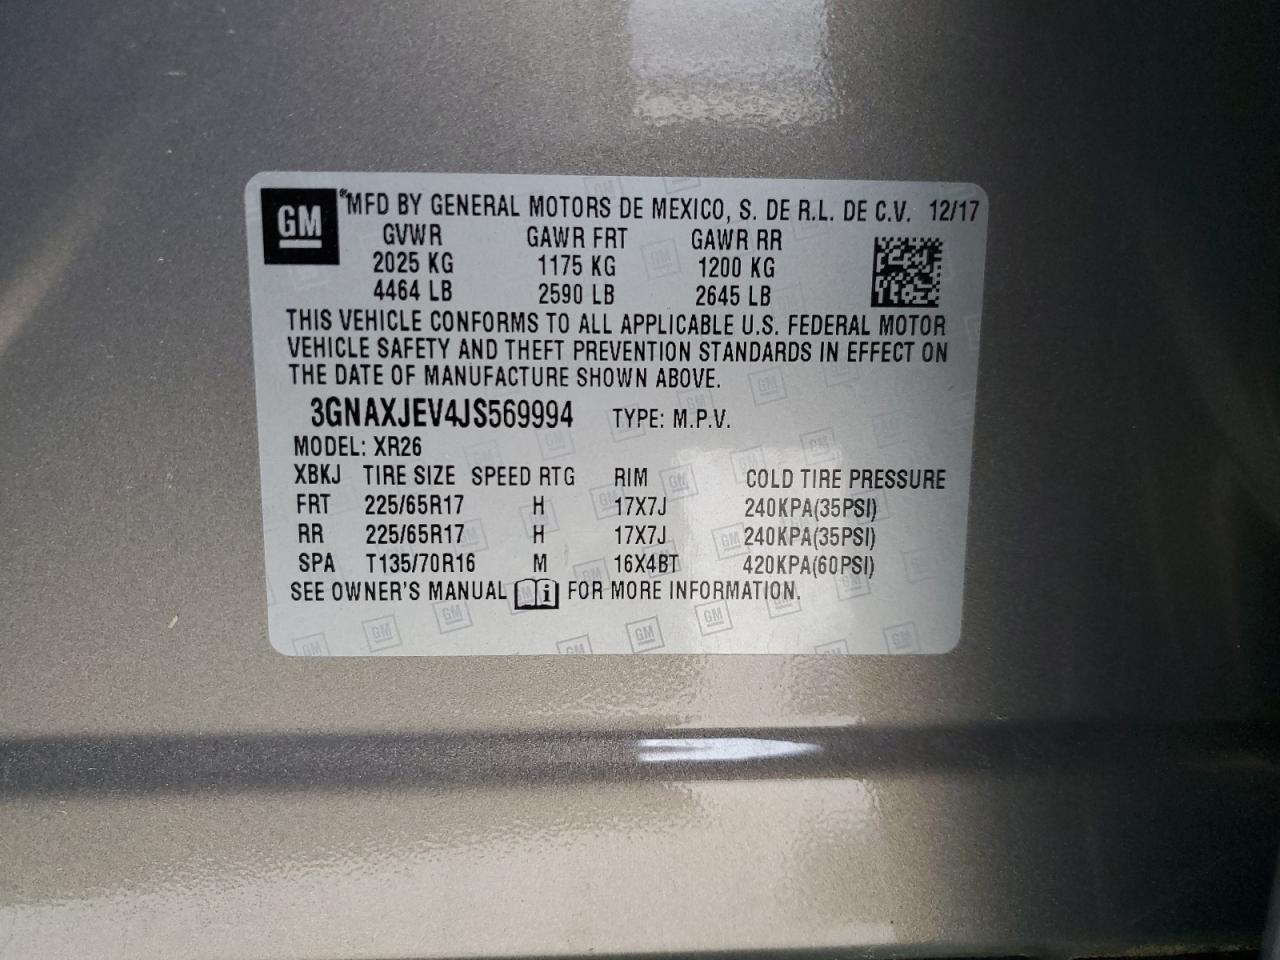 GM
®MFD BY GENERAL MOTORS DE MEXICO, S. DE R.L. DE C.V. 12/17
GVWR GAWR FRT GAWR RR
2025 KG 1175 KG 1200 KG
4464 LB 2590 LB 2645 LB
THIS VEHICLE CONFORMS TO ALL APPLICABLE U.S. FEDERAL MOTOR
VEHICLE SAFETY AND THEFT PREVENTION STANDARDS IN EFFECT ON
THE DATE OF MANUFACTURE SHOWN ABOVE.
3GNAXJEV4JS569994 TYPE: M.P.V.
MODEL: XR26
XBKJ TIRE SIZE SPEED RTG RIM COLD TIRE PRESSURE
FRT 225/65R17 H 17X7J 240KPA(35PSI)
RR 225/65R17 H 17X7J 240KPA(35PSI)
SPA T135/70R16 M 16X4BT 420KPA(60PSI)
SEE OWNER'S MANUAL i FOR MORE INFORMATION.